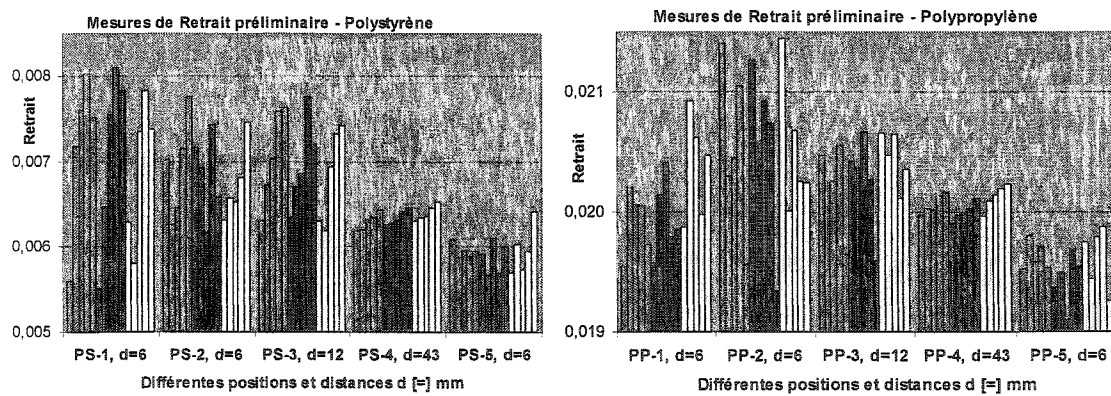 Mesures de Retrait préliminaire - Polystyrène
0,008
0,007
0,006
0,005
Retrait
PS-1, d=6 PS-2, d=6 PS-3, d=12 PS-4, d=43 PS-5, d=6
Différentes positions et distances d [=] mm
Mesures de Retrait préliminaire - Polypropylène
0,021
0,020
0,019
Retrait
PP-1, d=6 PP-2, d=6 PP-3, d=12 PP-4, d=43 PP-5, d=6
Différentes positions et distances d [=] mm